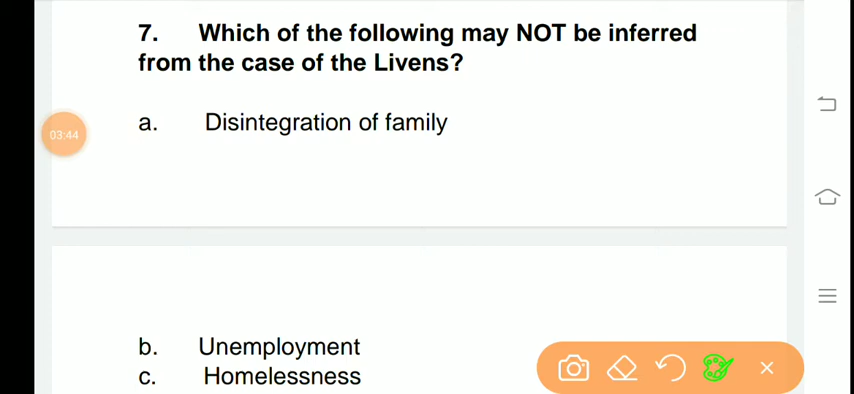 7. Which of the following may NOT be inferred
from the case of the Livens?
a. Disintegration of family
03:44
b. Unemployment
c. Homelessness